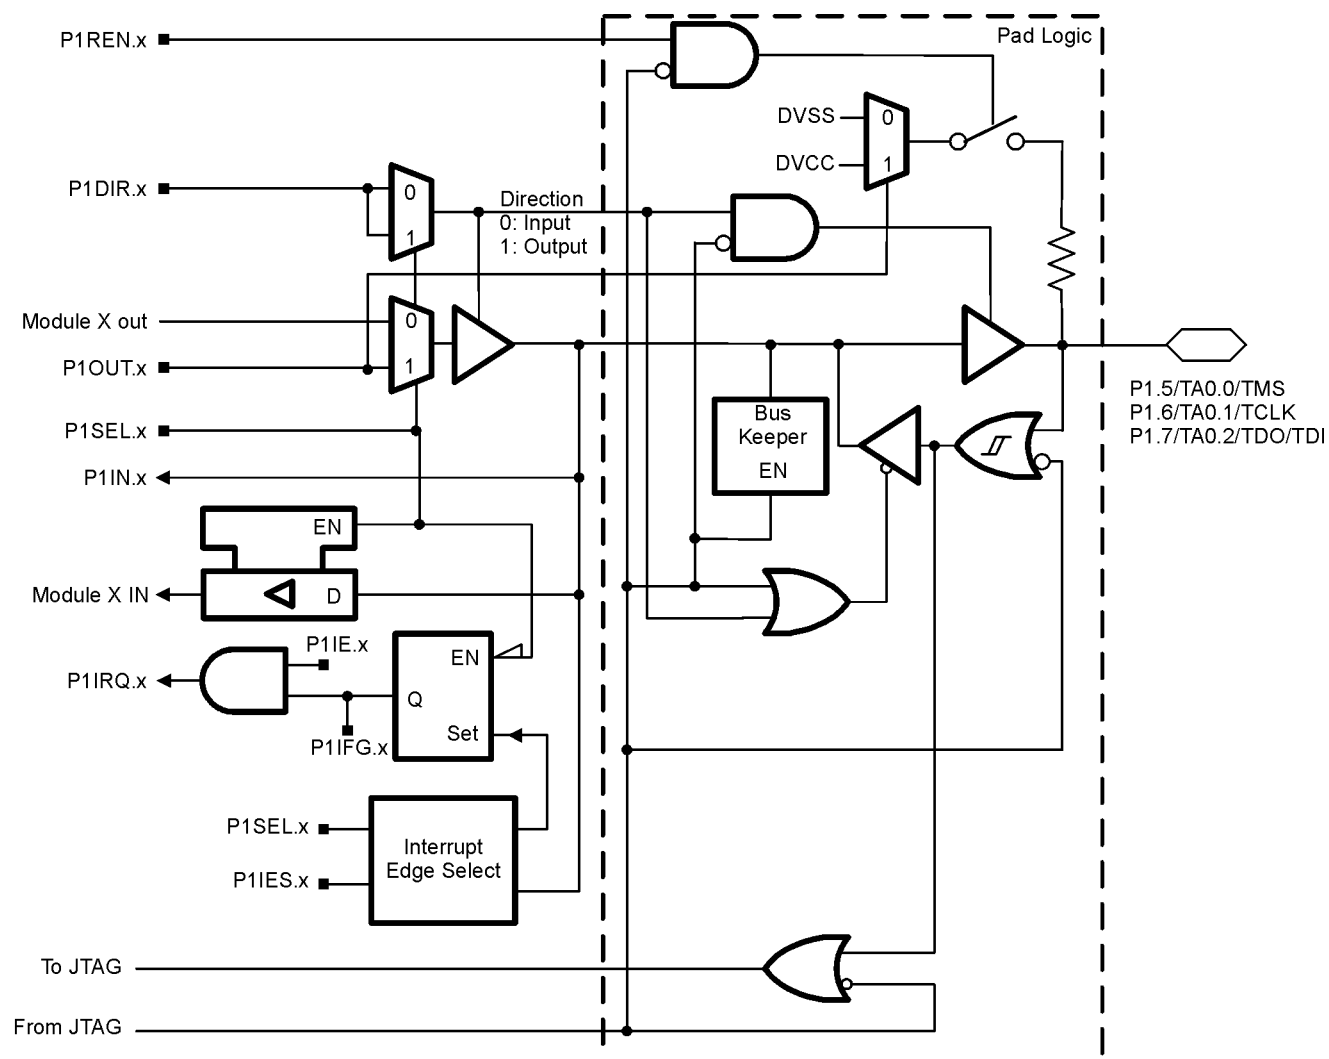 Pad Logic
P1REN.x
DVSS
0
DVCC
1
P1DIR.x
0
1
Direction
0: Input
1: Output
Module X out
0
P1OUT.x
1
P1.5/TA0.0/TMS
P1.6/TA0.1/TCLK
P1.7/TA0.2/TDO/TDI
P1SEL.x
Bus
Keeper
EN
P1IN.x
EN
Module X IN
D
P1IE.x
P1IRQ.x
EN
Q
Set
P1IFG.x
P1SEL.x
Interrupt
Edge Select
P1IES.x
To JTAG
From JTAG